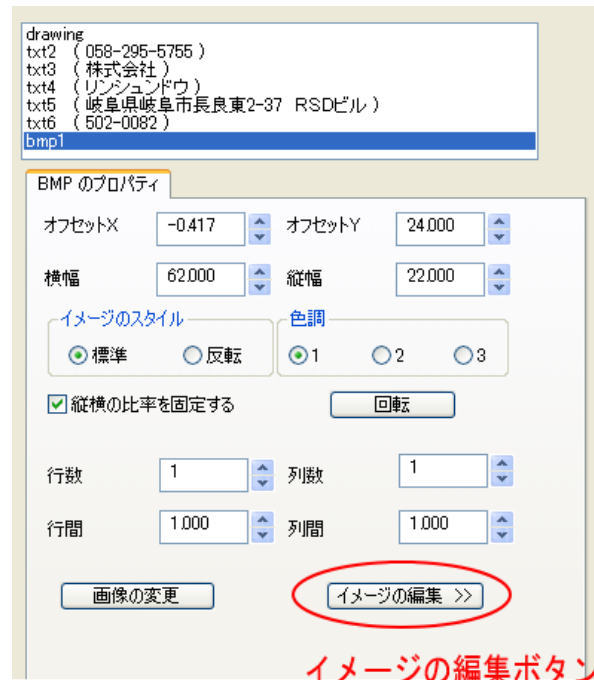 drawing
txt2 ( 058-295-5755 )
txt3 ( 株式会社 )
txt4 ( リンシュンドウ )
txt5 ( 岐阜県岐阜市長良東2-37 RSDビル )
txt6 ( 502-0082 )
bmp1
BMP のプロパティ
オフセットX -0.417 オフセットY 24.000
横幅 62.000 縦幅 22.000
イメージのスタイル 色調
標準 反転 1 2 3
縦横の比率を固定する 回転
行数 1 列数 1
行間 1.000 列間 1.000
画像の変更 イメージの編集 >>
イメージの編集ボタン